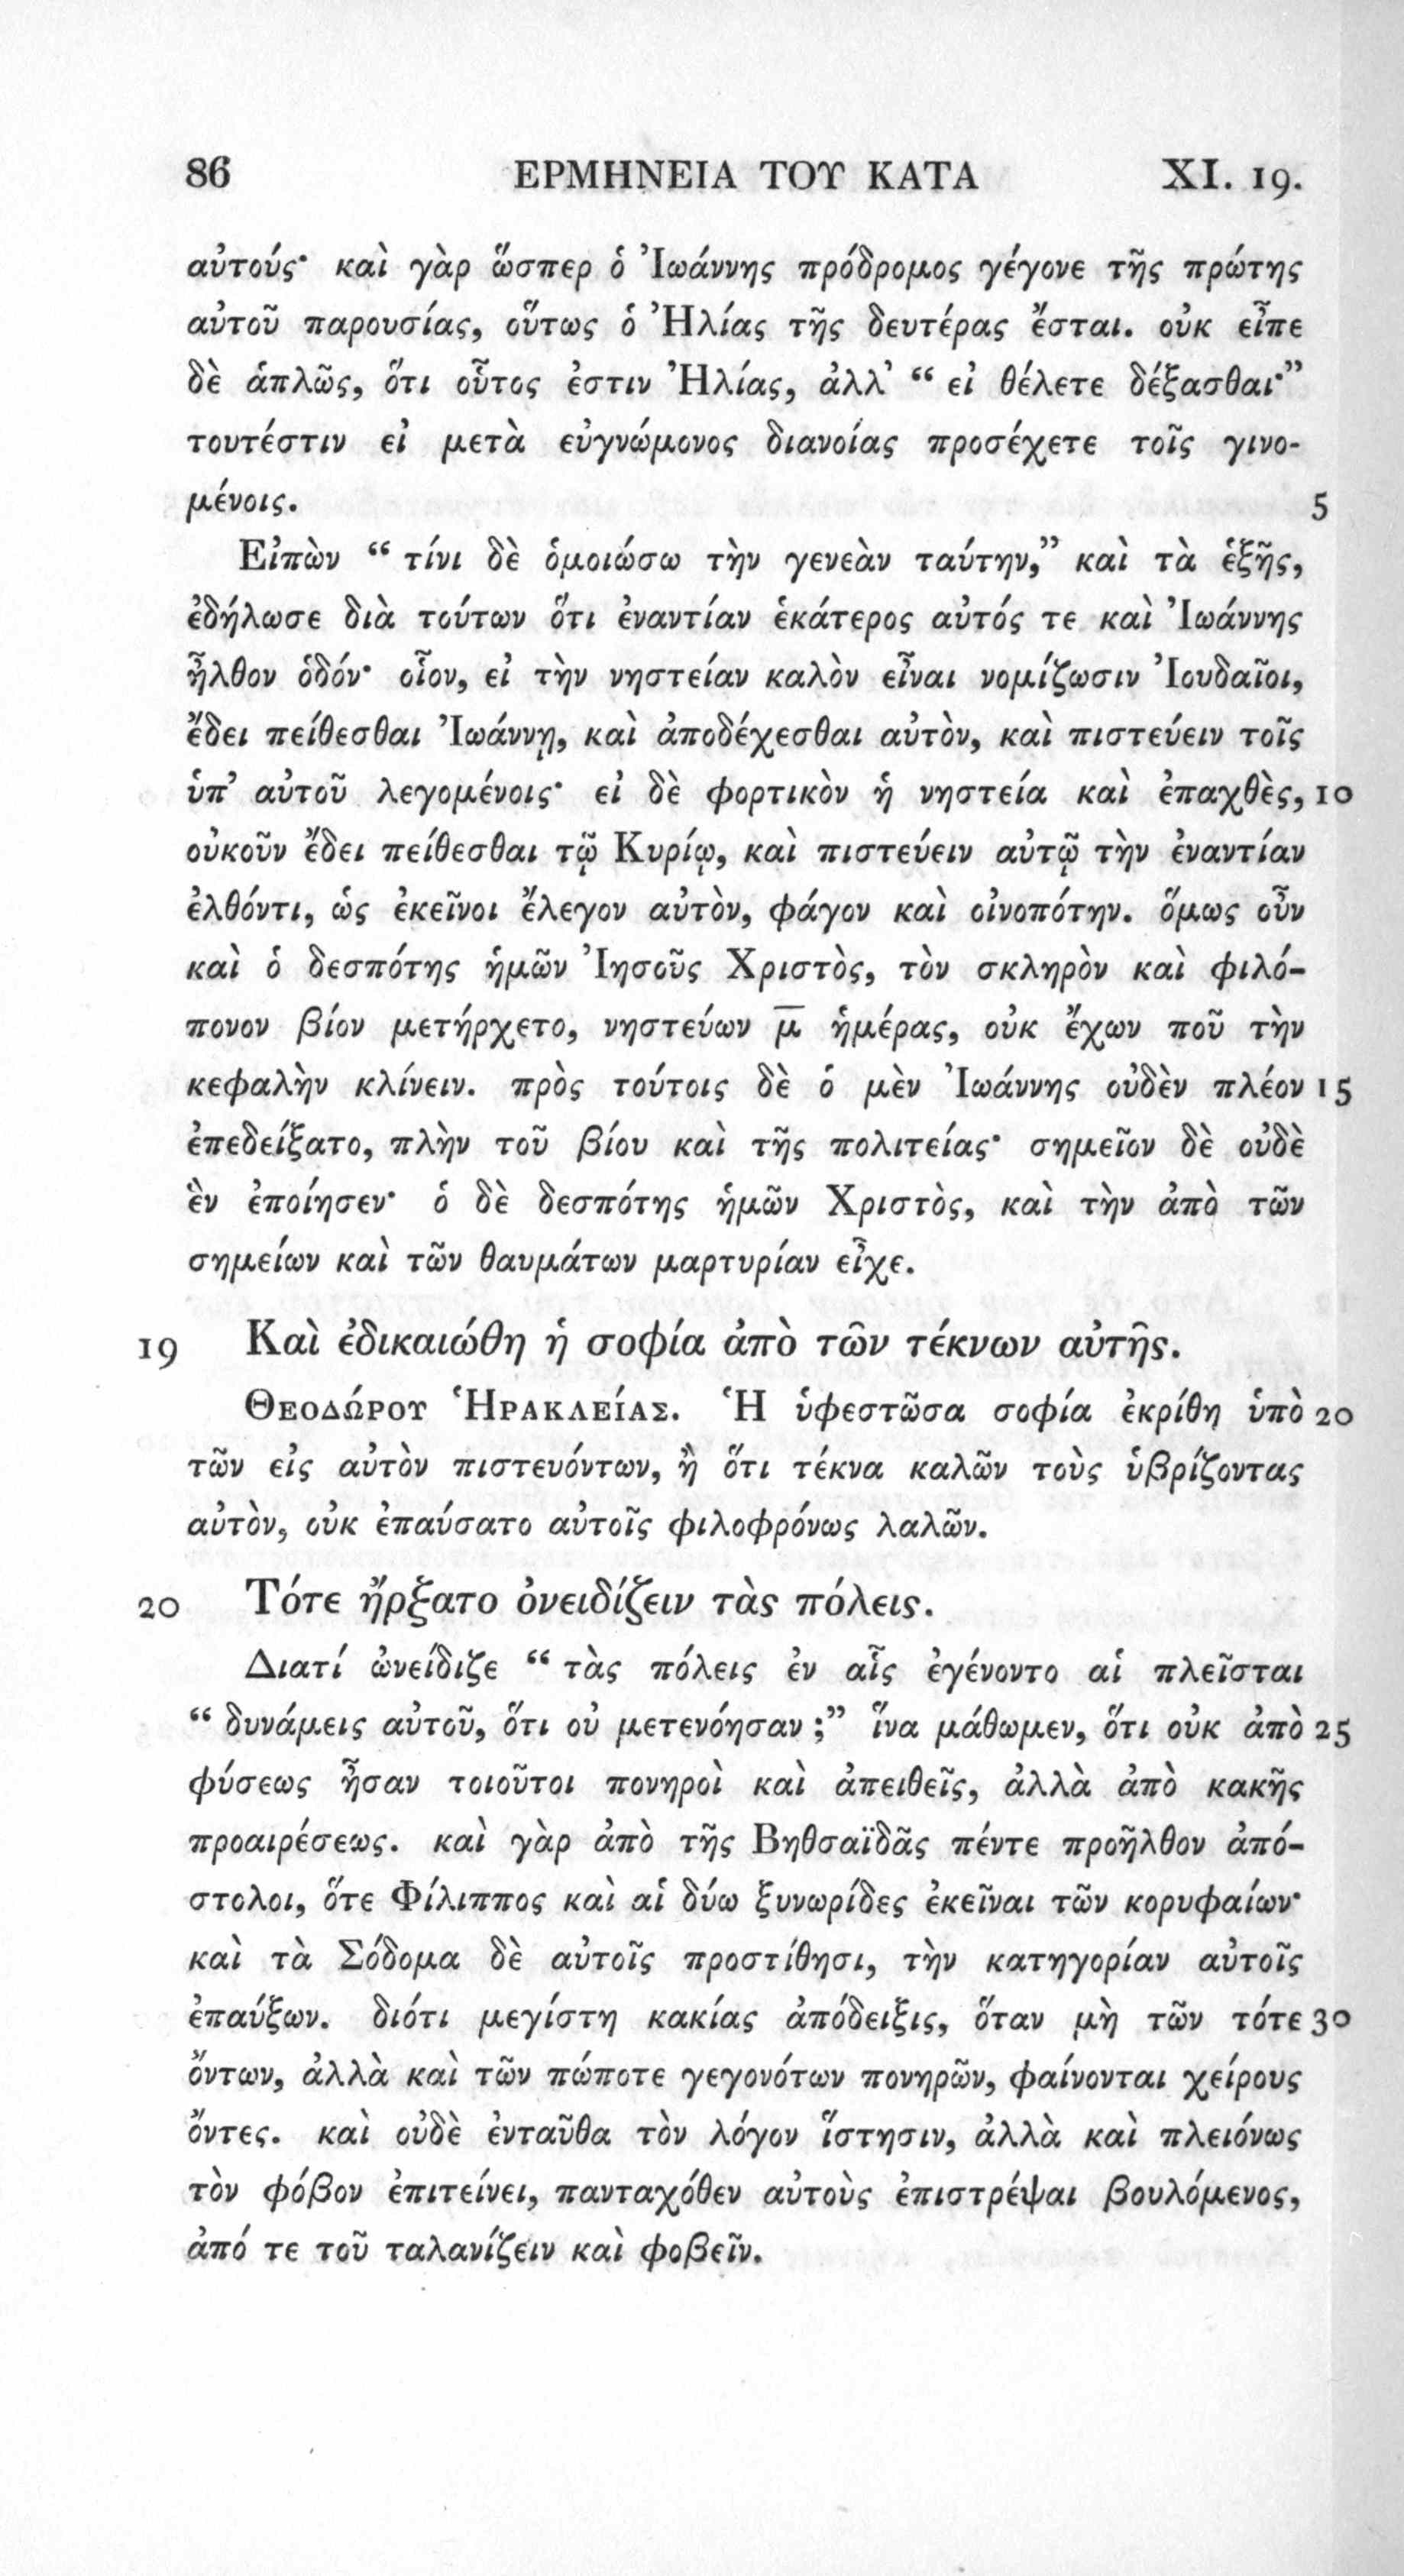 86 ΕΡΜΗΝΕΙΑ ΤΟΥ ΚΑΤΑ XI. 19.
αὐτούς· καὶ γὰρ ὥσπερ ὁ Ἰωάννης πρόδρομος γέγονε τῆς πρώτης
αὐτοῦ παρουσίας, οὕτως ὁ Ἠλίας τῆς δευτέρας ἔσται. οὐκ εἶπε
δὲ ἁπλῶς, ὅτι οὗτος ἐστιν Ἠλίας, ἀλλ' “ εἰ θέλετε δέξασθαι·”
τουτέστιν εἰ μετὰ εὐγνώμονος διανοίας προσέχετε τοῖς γινο-
μένοις. 5
Εἰπὼν “ τίνι δὲ ὁμοιώσω τὴν γενεὰν ταύτην,” καὶ τὰ ἑξῆς,
ἐδήλωσε διὰ τούτων ὅτι ἐναντίαν ἑκάτερος αὐτός τε καὶ Ἰωάννης
ἦλθον ὁδόν· οἷον, εἰ τὴν νηστείαν καλὸν εἶναι νομίζωσιν Ἰουδαῖοι,
ἔδει πείθεσθαι Ἰωάννῃ, καὶ ἀποδέχεσθαι αὐτὸν, καὶ πιστεύειν τοῖς
ὑπ' αὐτοῦ λεγομένοις· εἰ δὲ φορτικὸν ἡ νηστεία καὶ ἐπαχθὲς, 10
οὐκοῦν ἔδει πείθεσθαι τῷ Κυρίῳ, καὶ πιστεύειν αὐτῷ τὴν ἐναντίαν
ἐλθόντι, ὡς ἐκεῖνοι ἔλεγον αὐτὸν, φάγον καὶ οἰνοπότην. ὅμως οὖν
καὶ ὁ δεσπότης ἡμῶν Ἰησοῦς Χριστὸς, τὸν σκληρὸν καὶ φιλό-
πονον βίον μετήρχετο, νηστεύων μ̅ ἡμέρας, οὐκ ἔχων ποῦ τὴν
κεφαλὴν κλίνειν. πρὸς τούτοις δὲ ὁ μὲν Ἰωάννης οὐδὲν πλέον 15
ἐπεδείξατο, πλὴν τοῦ βίου καὶ τῆς πολιτείας· σημεῖον δὲ οὐδὲ
ἓν ἐποίησεν· ὁ δὲ δεσπότης ἡμῶν Χριστὸς, καὶ τὴν ἀπὸ τῶν
σημείων καὶ τῶν θαυμάτων μαρτυρίαν εἶχε.
19 Καὶ ἐδικαιώθη ἡ σοφία ἀπὸ τῶν τέκνων αὐτῆς.
Θεοδώρου Ἡρακλείας. Ἡ ὑφεστῶσα σοφία ἐκρίθη ὑπὸ 20
τῶν εἰς αὐτὸν πιστευόντων, ἢ ὅτι τέκνα καλῶν τοὺς ὑβρίζοντας
αὐτὸν, οὐκ ἐπαύσατο αὐτοῖς φιλοφρόνως λαλῶν.
20 Τότε ἤρξατο ὀνειδίζειν τὰς πόλεις.
Διατί ὠνείδιζε “ τὰς πόλεις ἐν αἷς ἐγένοντο αἱ πλεῖσται
“ δυνάμεις αὐτοῦ, ὅτι οὐ μετενόησαν ;” ἵνα μάθωμεν, ὅτι οὐκ ἀπὸ 25
φύσεως ἦσαν τοιοῦτοι πονηροὶ καὶ ἀπειθεῖς, ἀλλὰ ἀπὸ κακῆς
προαιρέσεως. καὶ γὰρ ἀπὸ τῆς Βηθσαϊδᾶς πέντε προῆλθον ἀπό-
στολοι, ὅτε Φίλιππος καὶ αἱ δύω ξυνωρίδες ἐκεῖναι τῶν κορυφαίων·
καὶ τὰ Σόδομα δὲ αὐτοῖς προστίθησι, τὴν κατηγορίαν αὐτοῖς
ἐπαύξων. διότι μεγίστη κακίας ἀπόδειξις, ὅταν μὴ τῶν τότε 30
ὄντων, ἀλλὰ καὶ τῶν πώποτε γεγονότων πονηρῶν, φαίνονται χείρους
ὄντες. καὶ οὐδὲ ἐνταῦθα τὸν λόγον ἵστησιν, ἀλλὰ καὶ πλειόνως
τὸν φόβον ἐπιτείνει, πανταχόθεν αὐτοὺς ἐπιστρέψαι βουλόμενος,
ἀπό τε τοῦ ταλανίζειν καὶ φοβεῖν.